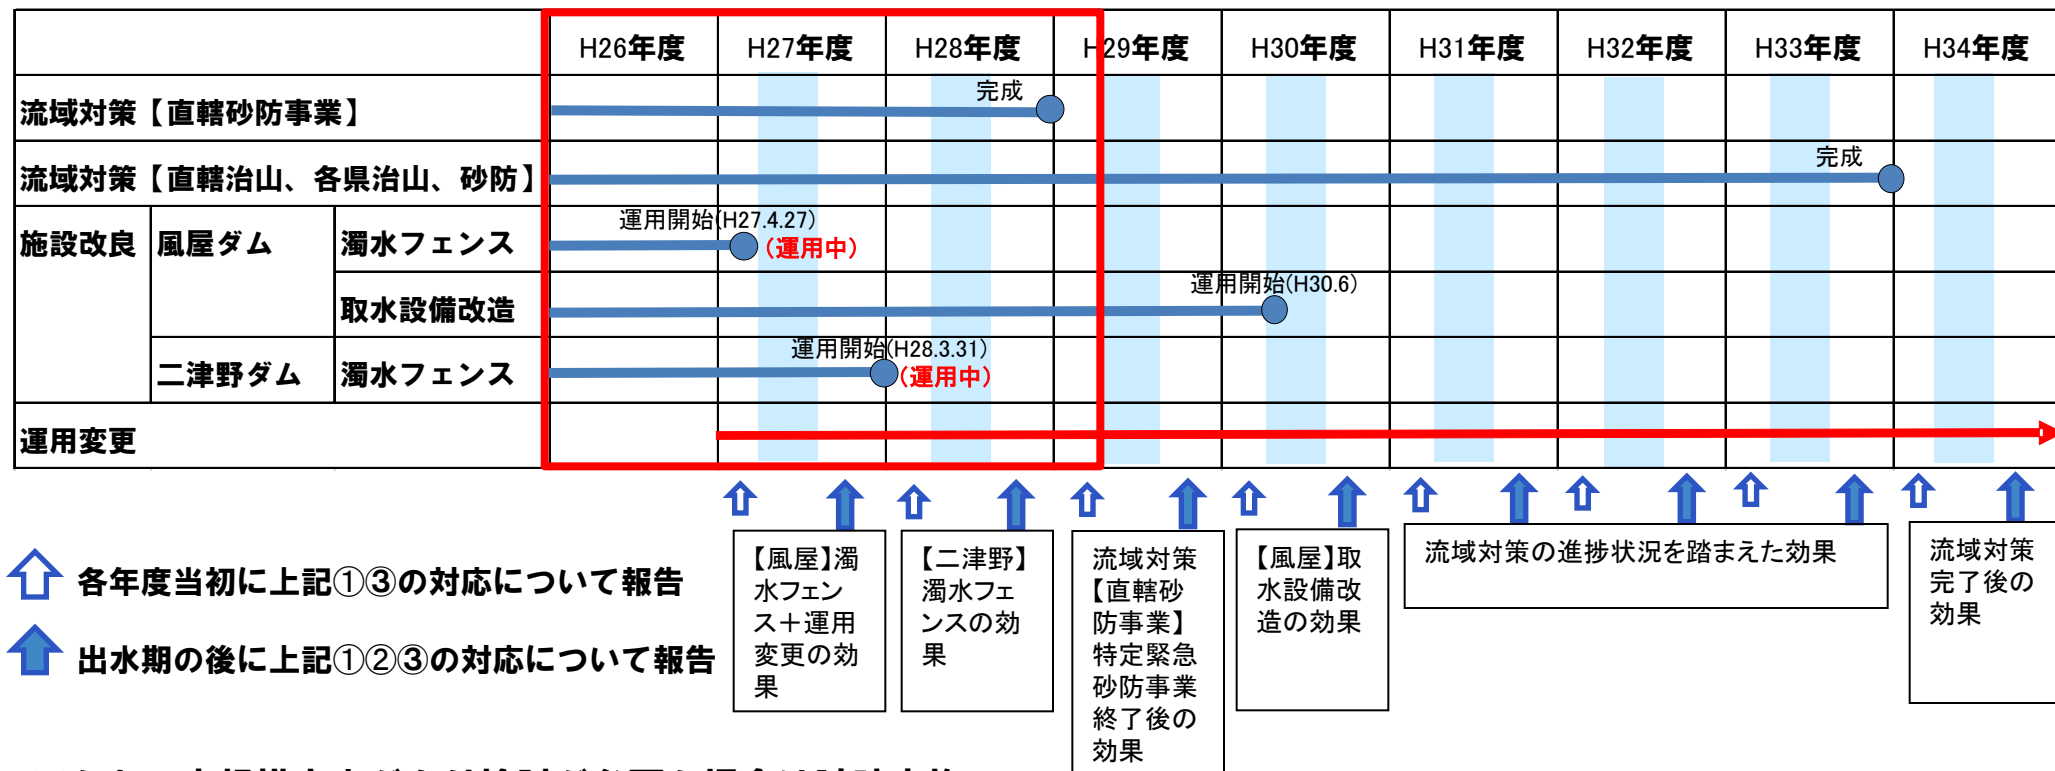 H26年度 H27年度 H28年度 H29年度 H30年度 H31年度 H32年度 H33年度 H34年度
流域対策【直轄砂防事業】 完成
流域対策【直轄治山、各県治山、砂防】 完成
施設改良 風屋ダム 濁水フェンス 運用開始(H27.4.27)
（運用中）
取水設備改造 運用開始(H30.6)
二津野ダム 濁水フェンス 運用開始(H28.3.31)
（運用中）
運用変更
各年度当初に上記①③の対応について報告
出水期の後に上記①②③の対応について報告
【風屋】濁
水フェン
ス＋運用
変更の効
果
【二津野】
濁水フェ
ンスの効
果
流域対策
【直轄砂
防事業】
特定緊急
砂防事業
終了後の
効果
【風屋】取
水設備改
造の効果
流域対策の進捗状況を踏まえた効果
流域対策
完了後の
効果